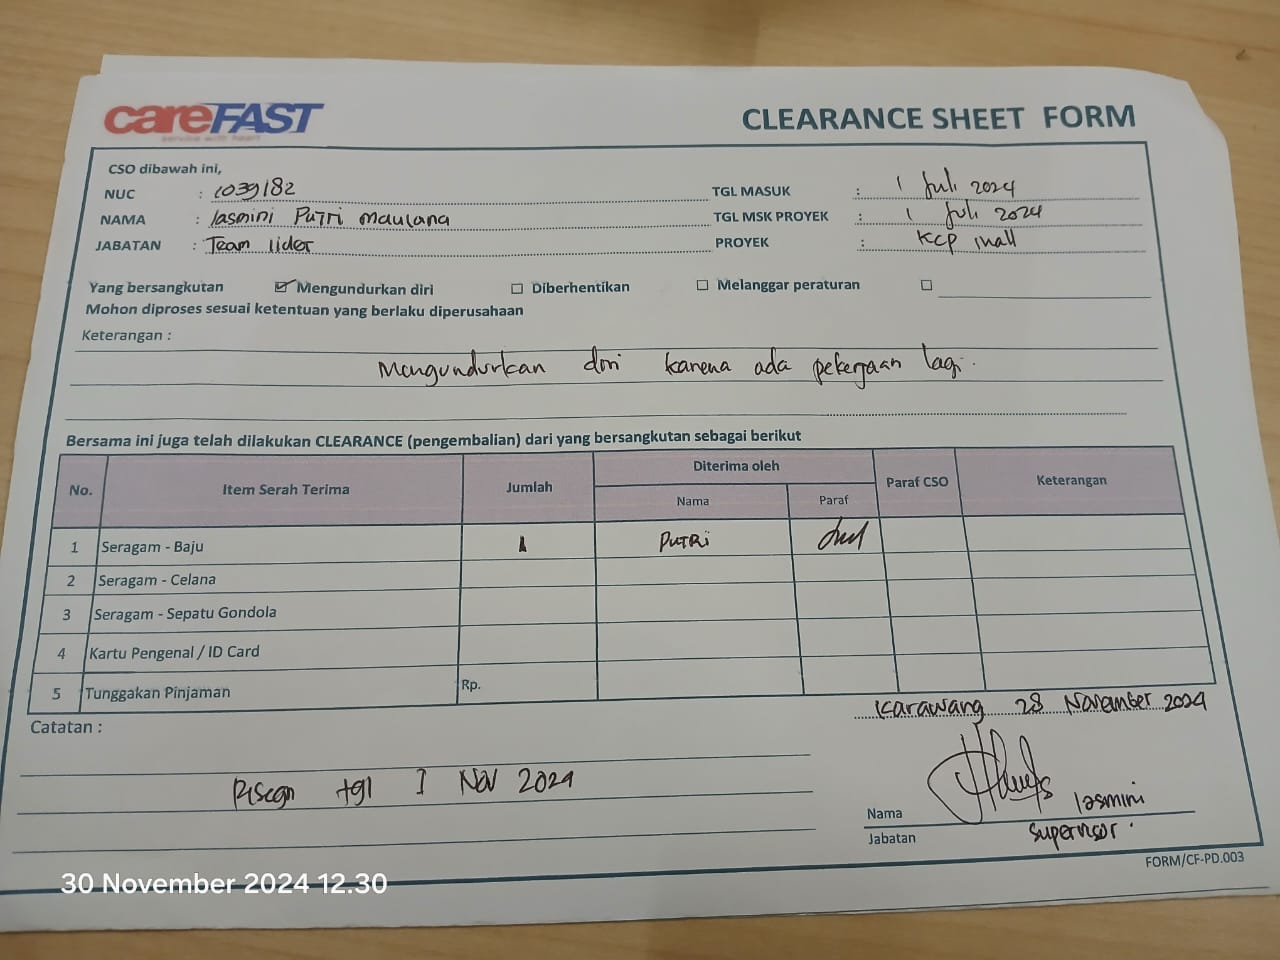 careFAST
service with heart
CLEARANCE SHEET FORM
CSO dibawah ini,
NUC : 1039182
TGL MASUK : 1 Juli 2024
NAMA : Iasmini Putri Maulana
TGL MSK PROYEK : 1 Juli 2024
JABATAN : Team lider
PROYEK : KCP Mall
Yang bersangkutan ☑ Mengundurkan diri ☐ Diberhentikan ☐ Melanggar peraturan ☐
Mohon diproses sesuai ketentuan yang berlaku diperusahaan
Keterangan :
Mengundurkan diri karena ada pekerjaan lagi.
Bersama ini juga telah dilakukan CLEARANCE (pengembalian) dari yang bersangkutan sebagai berikut
No. Item Serah Terima Jumlah Diterima oleh Paraf CSO Keterangan
Nama Paraf
1 Seragam - Baju 1 PUTRI
2 Seragam - Celana
3 Seragam - Sepatu Gondola
4 Kartu Pengenal / ID Card
5 Tunggakan Pinjaman Rp.
Karawang 28 November 2024
Catatan :
tgl 1 Nov 2024
Nama Iasmini
Jabatan Supervisor.
FORM/CF-PD.003
30 November 2024 12.30